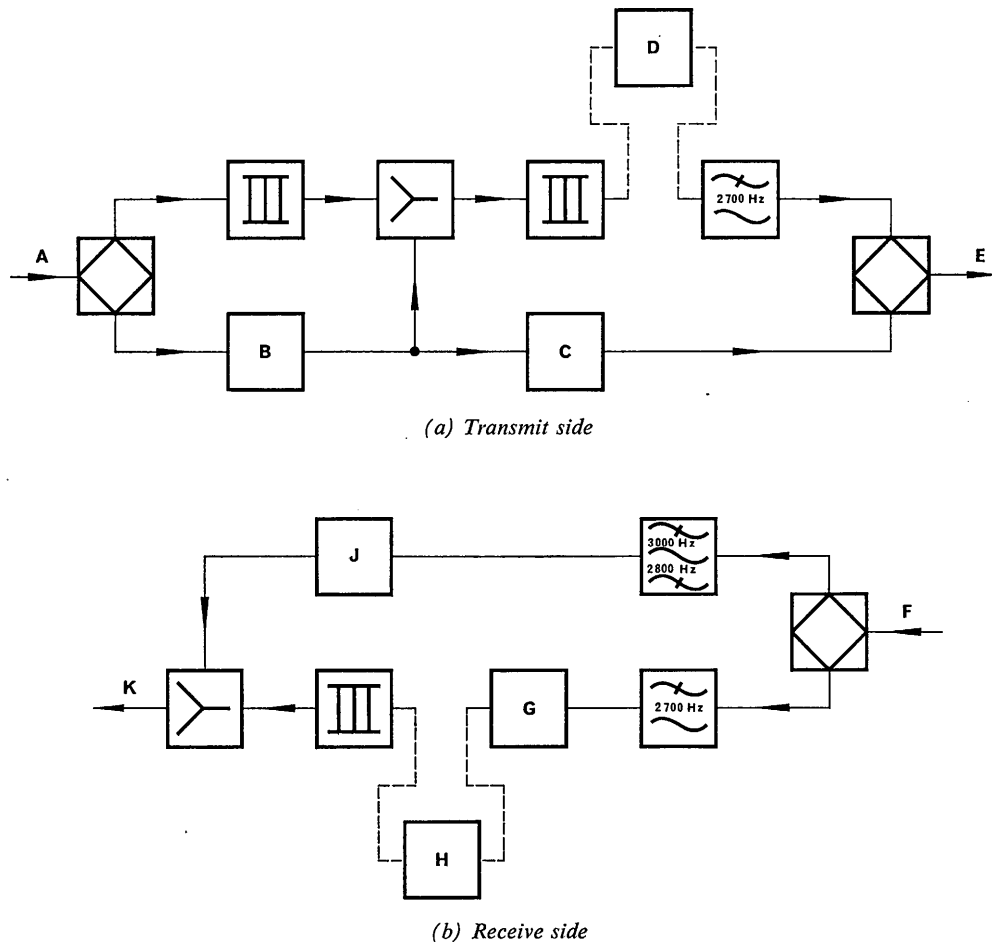 D
2700 Hz
A
E
B
C
(a) Transmit side
J
3000 Hz
2800 Hz
F
K
G
2700 Hz
H
(b) Receive side